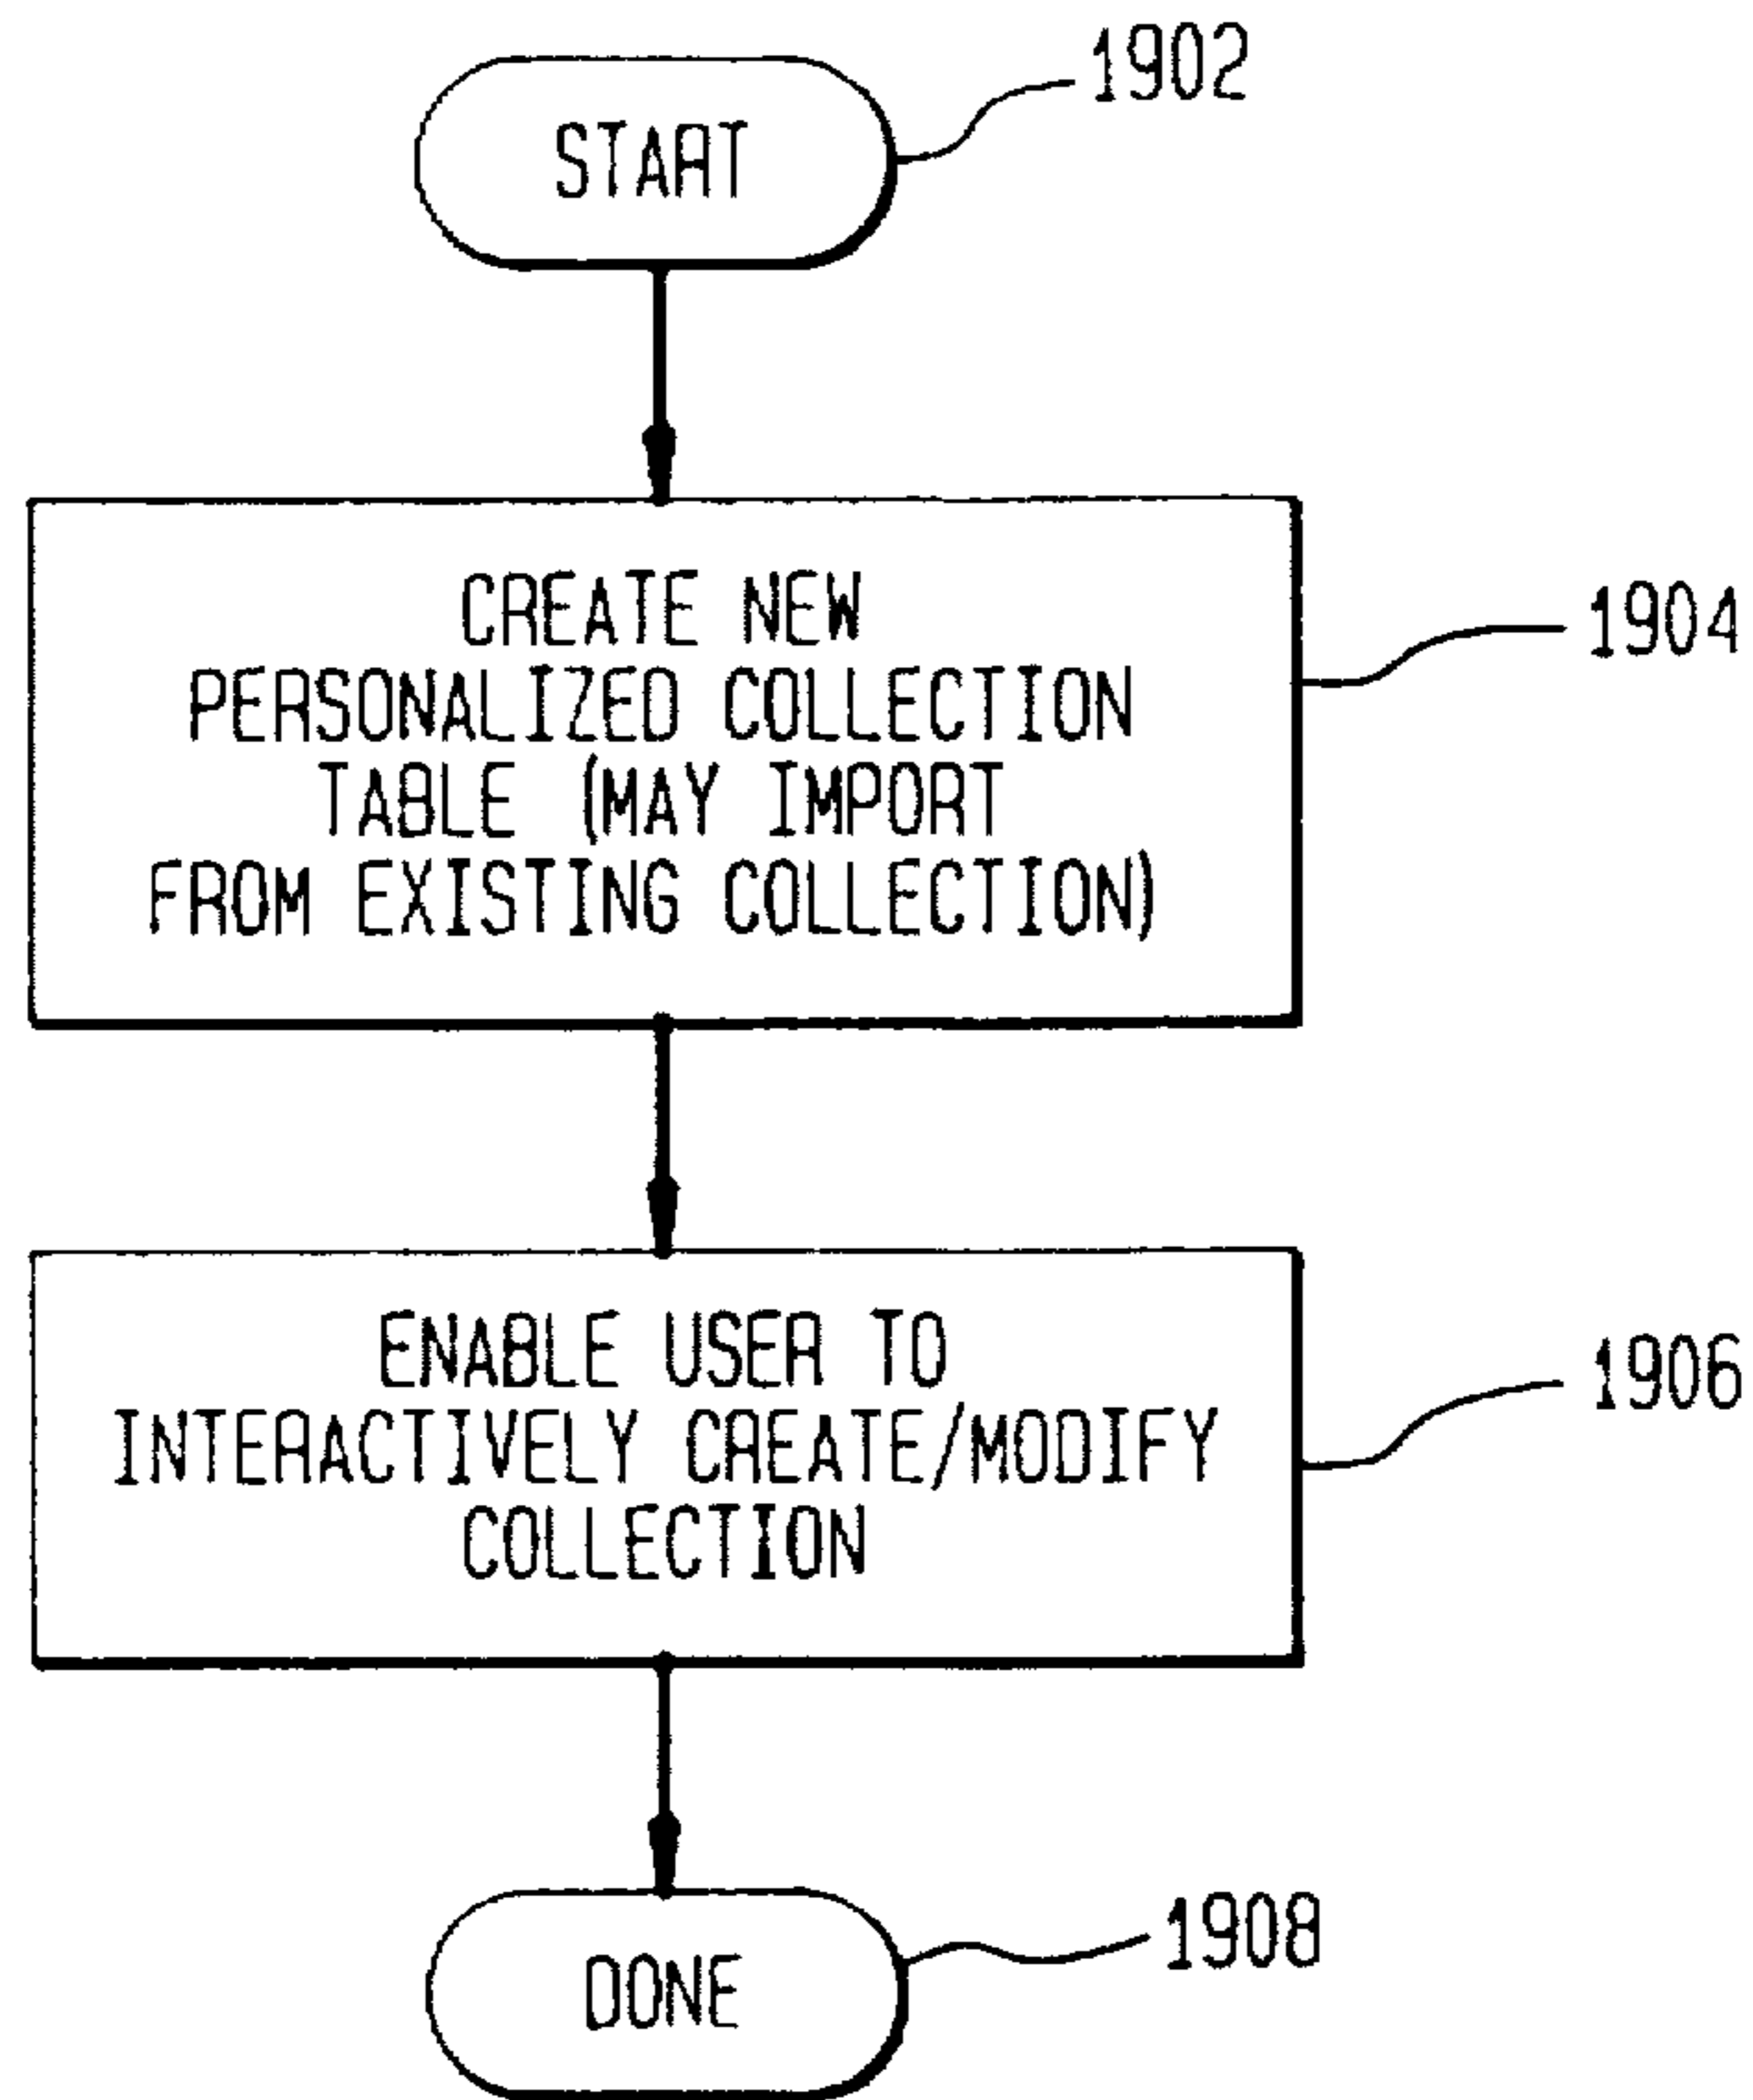 START
1902
CREATE NEW
PERSONALIZED COLLECTION
TABLE (MAY IMPORT
FROM EXISTING COLLECTION)
1904
ENABLE USER TO
INTERACTIVELY CREATE/MODIFY
COLLECTION
1906
DONE
1908